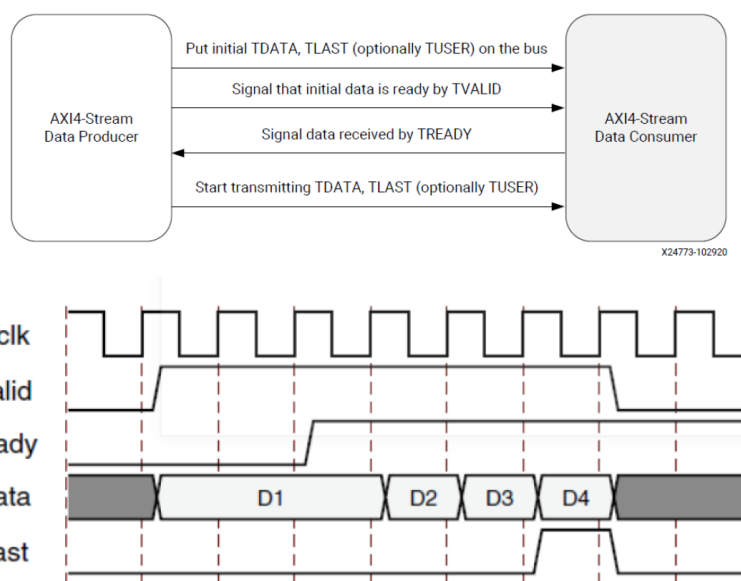 Put initial TDATA, TLAST (optionally TUSER) on the bus
Signal that initial data is ready by TVALID
AXI4-Stream
Data Producer
AXI4-Stream
Data Consumer
Signal data received by TREADY
Start transmitting TDATA, TLAST (optionally TUSER)
X24773-102920
clk
alid
ady
ata
D1
D2
D3
D4
ast